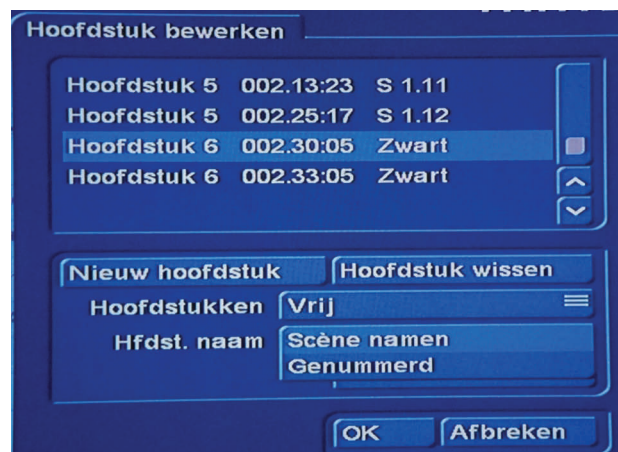 Hoofdstuk bewerken
Hoofdstuk 5 002.13:23 S 1.11
Hoofdstuk 5 002.25:17 S 1.12
Hoofdstuk 6 002.30:05 Zwart
Hoofdstuk 6 002.33:05 Zwart
Nieuw hoofdstuk Hoofdstuk wissen
Hoofdstukken Vrij
Hfdst. naam Scène namen
Genummerd
OK Afbreken